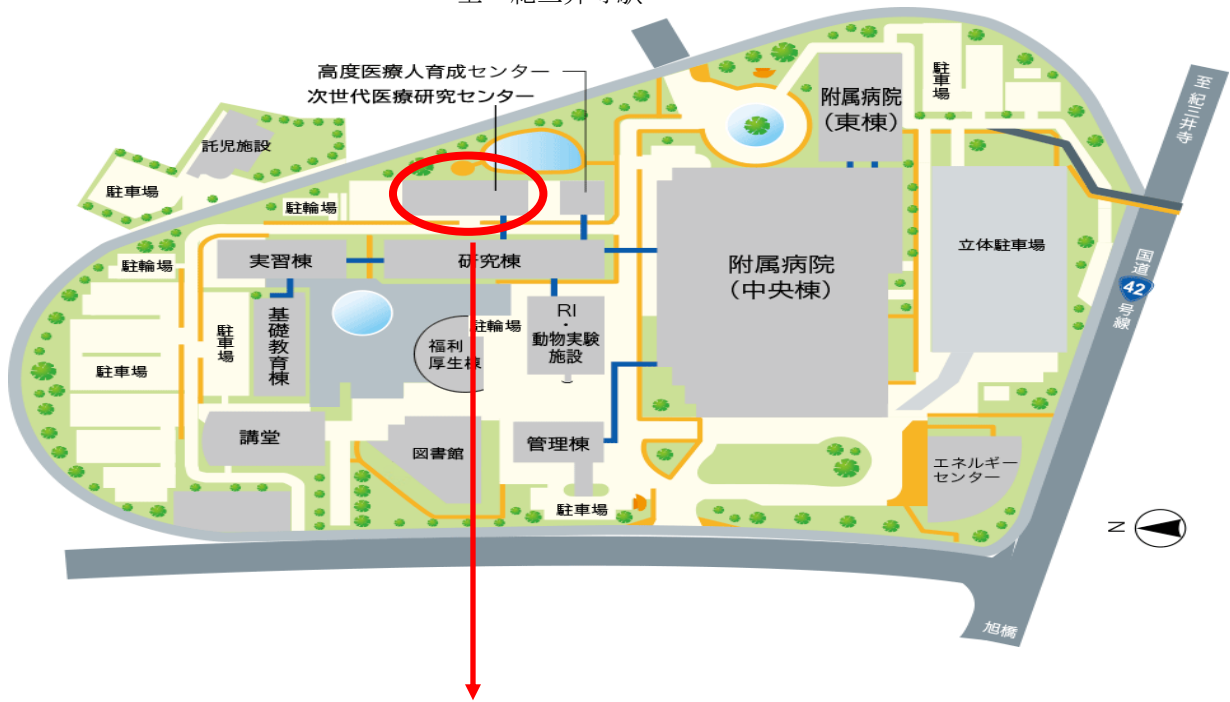 高度医療人育成センター
次世代医療研究センター
駐車場
附属病院
(東棟)
至 紀三井寺
託児施設
駐車場
駐輪場
駐輪場
実習棟
研究棟
附属病院
(中央棟)
立体駐車場
国道
42
号線
基礎教育棟
駐車場
福利
厚生棟
駐輪場
RI
・
動物実験
施設
駐車場
講堂
図書館
管理棟
エネルギー
センター
駐車場
N
旭橋